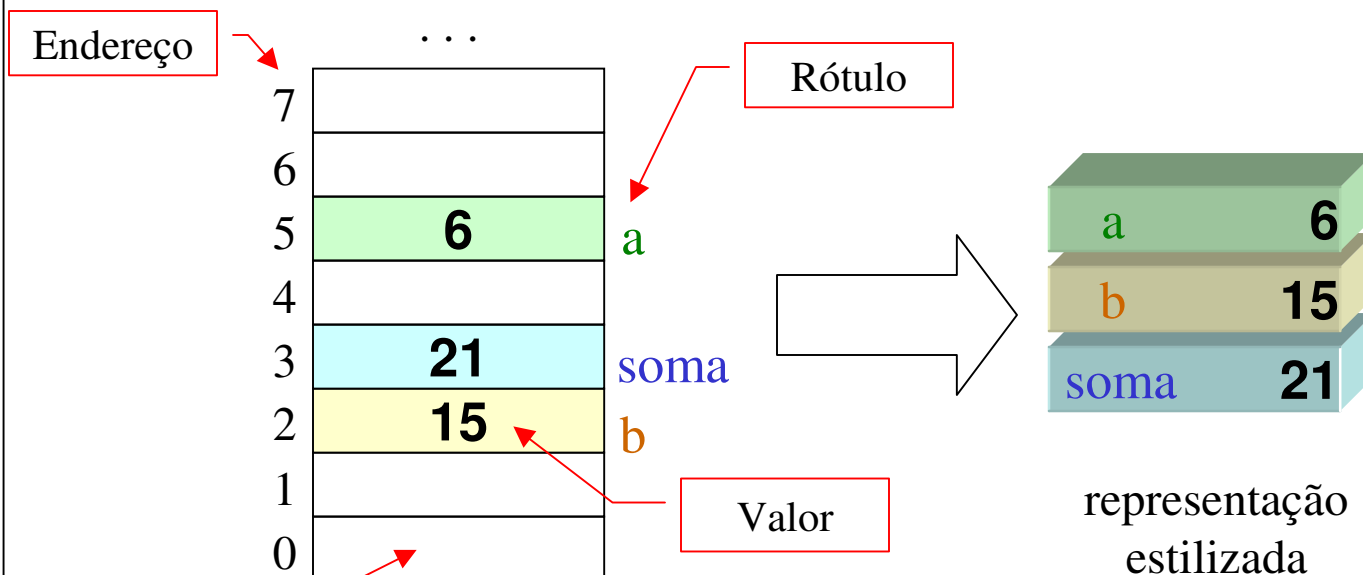 Endereço
. . .
Rótulo
7
6
5 6 a
4
3 21 soma
2 15 b
1
Valor
0
a 6
b 15
soma 21
representação
estilizada